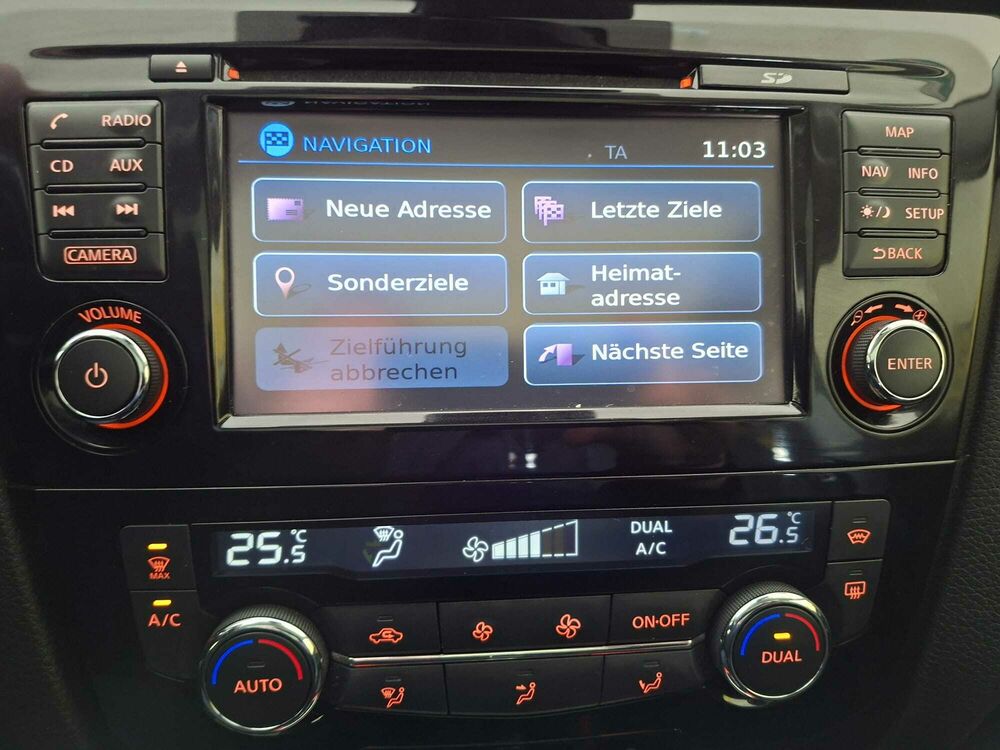 SD
RADIO
CD AUX
CAMERA
VOLUME
NAVIGATION TA 11:03
Neue Adresse
Letzte Ziele
Sonderziele
Heimat-
adresse
Zielführung
abbrechen
Nächste Seite
MAP
NAV INFO
SETUP
BACK
ENTER
25.5°C
DUAL
A/C
26.5°C
MAX
A/C
AUTO
ON·OFF
DUAL